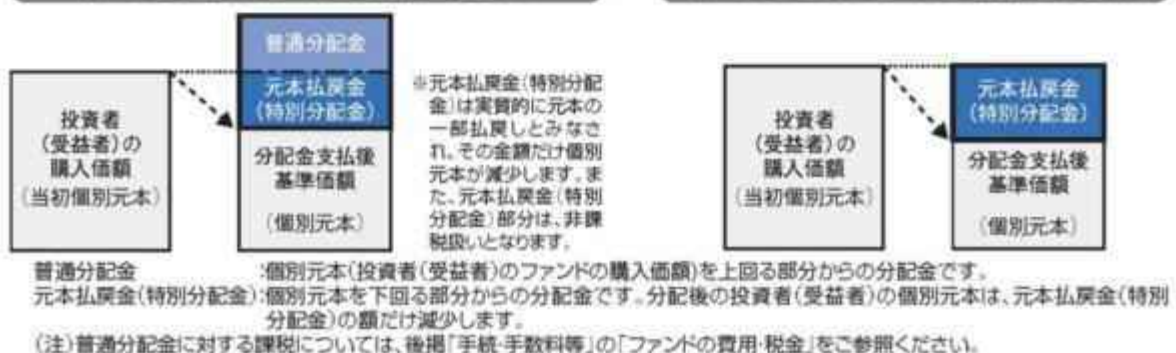 普通分配金
元本払戻金
(特別分配金)
投資者
(受益者)の
購入価額
(当初個別元本)
分配金支払後
基準価額
(個別元本)
※元本払戻金(特別分配
金)は実質的に元本の
一部払戻しとみなさ
れ、その金額だけ個別
元本が減少します。ま
た、元本払戻金(特別
分配金)部分は、非課
税扱いとなります。
投資者
(受益者)の
購入価額
(当初個別元本)
元本払戻金
(特別分配金)
分配金支払後
基準価額
(個別元本)
普通分配金 :個別元本(投資者(受益者)のファンドの購入価額)を上回る部分からの分配金です。
元本払戻金(特別分配金):個別元本を下回る部分からの分配金です。分配後の投資者(受益者)の個別元本は、元本払戻金(特別
分配金)の額だけ減少します。
(注)普通分配金に対する課税については、後掲「手続・手数料等」の「ファンドの費用・税金」をご参照ください。